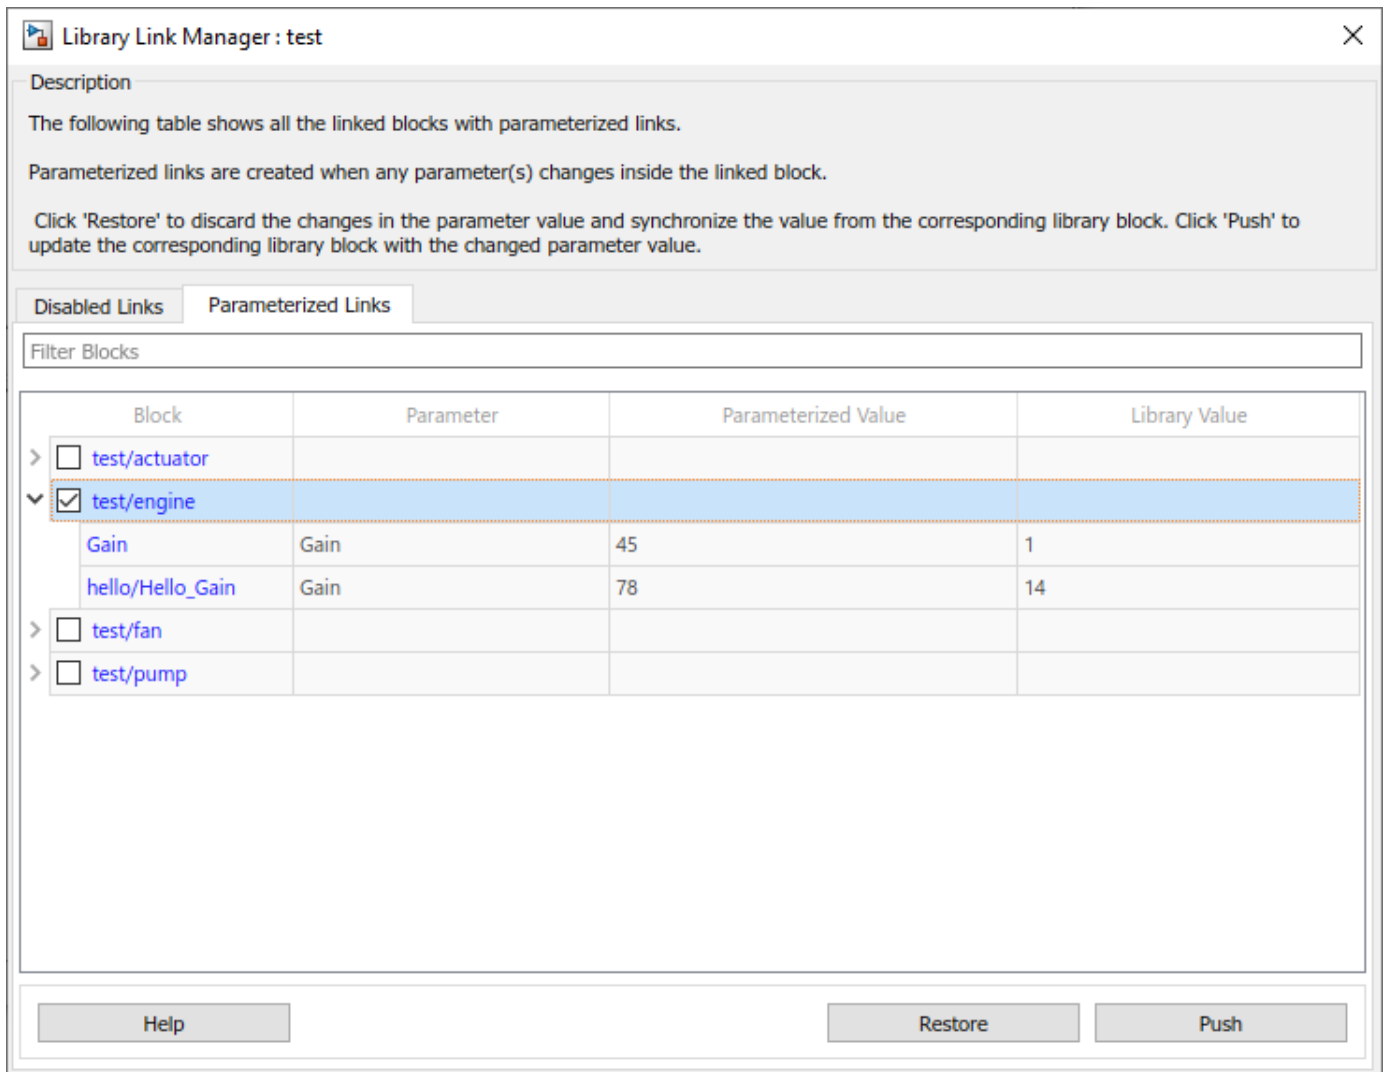 Library Link Manager : test
Description
The following table shows all the linked blocks with parameterized links.
Parameterized links are created when any parameter(s) changes inside the linked block.
Click 'Restore' to discard the changes in the parameter value and synchronize the value from the corresponding library block. Click 'Push' to
update the corresponding library block with the changed parameter value.
Disabled Links Parameterized Links
Filter Blocks
Block Parameter Parameterized Value Library Value
test/actuator
test/engine
Gain Gain 45 1
hello/Hello_Gain Gain 78 14
test/fan
test/pump
Help Restore Push